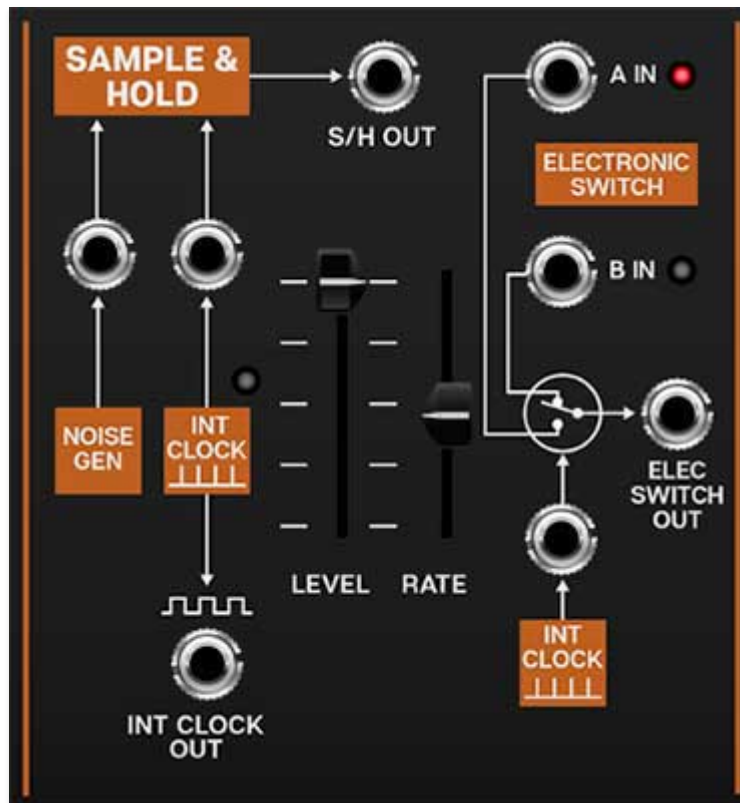 SAMPLE &
HOLD
S/H OUT
A IN
ELECTRONIC
SWITCH
B IN
NOISE
GEN
INT
CLOCK
ELEC
SWITCH
OUT
LEVEL
RATE
INT
CLOCK
INT CLOCK
OUT